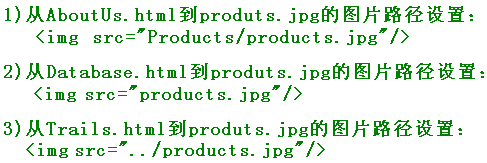 1)从AboutUs.html到produts.jpg的图片路径设置：
<img src="Products/products.jpg"/>
2)从Database.html到produts.jpg的图片路径设置：
<img src="products.jpg"/>
3)从Trails.html到produts.jpg的图片路径设置：
<img src="../products.jpg"/>